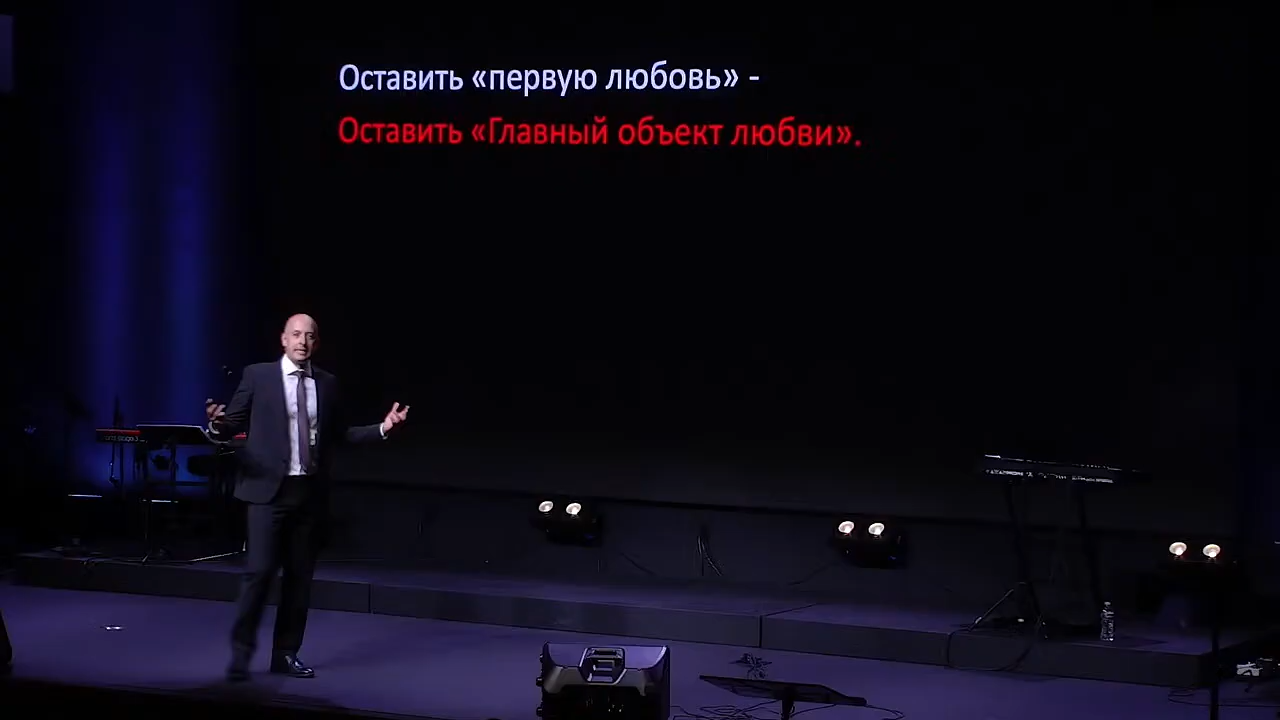 Оставить «первую любовь» -
Оставить «Главный объект любви».